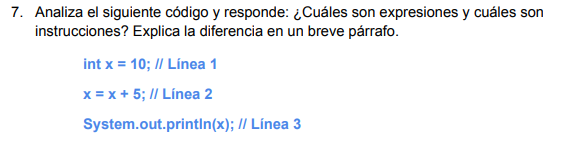 7. Analiza el siguiente código y responde: ¿Cuáles son expresiones y cuáles son
instrucciones? Explica la diferencia en un breve párrafo.
int x = 10; // Línea 1
x = x + 5; // Línea 2
System.out.println(x); // Línea 3